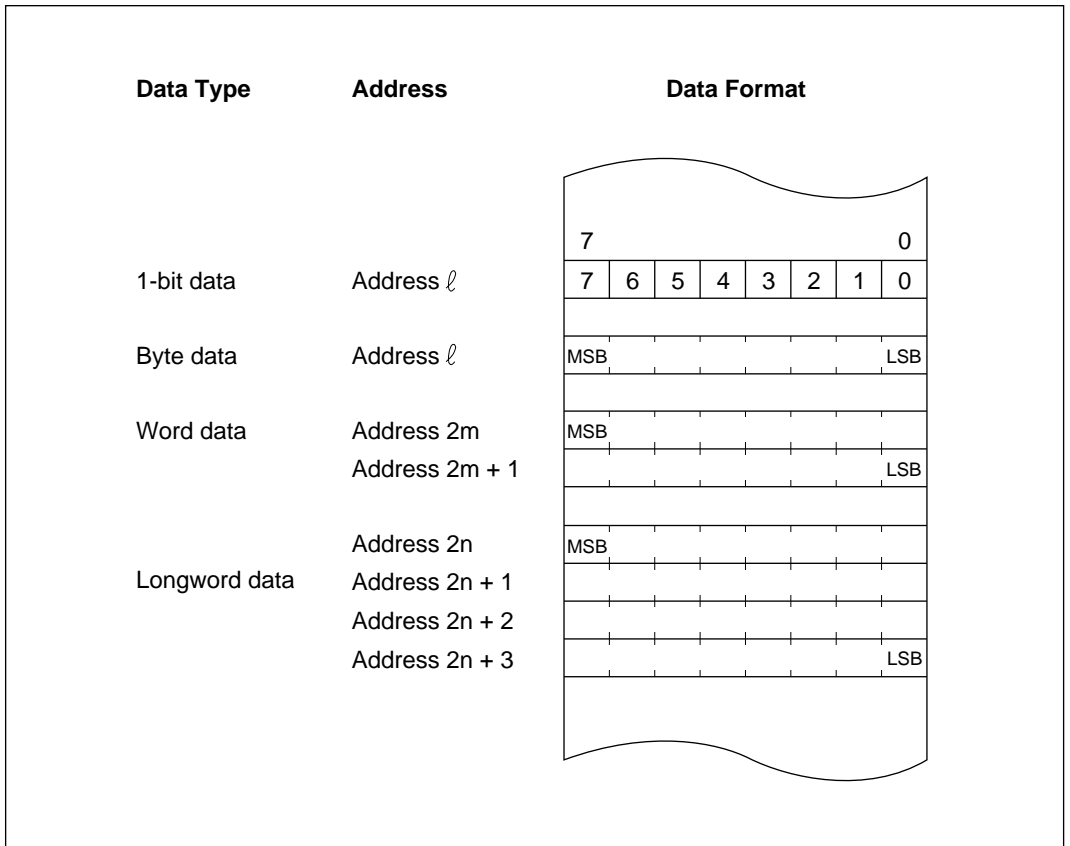 Data Type Address Data Format
7 0
1-bit data Address ℓ 7 6 5 4 3 2 1 0
Byte data Address ℓ MSB LSB
Word data Address 2m MSB
Address 2m + 1 LSB
Address 2n MSB
Longword data Address 2n + 1
Address 2n + 2
Address 2n + 3 LSB